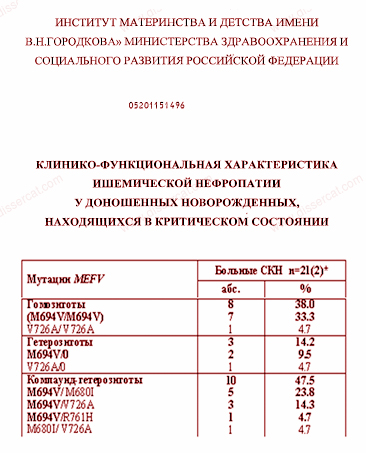 ИНСТИТУТ МАТЕРИНСТВА И ДЕТСТВА ИМЕНИ
В.Н.ГОРОДКОВА» МИНИСТЕРСТВА ЗДРАВООХРАНЕНИЯ И
СОЦИАЛЬНОГО РАЗВИТИЯ РОССИЙСКОЙ ФЕДЕРАЦИИ
05201151496
КЛИНИКО-ФУНКЦИОНАЛЬНАЯ ХАРАКТЕРИСТИКА
ИШЕМИЧЕСКОЙ НЕФРОПАТИИ
У ДОНОШЕННЫХ НОВОРОЖДЕННЫХ,
НАХОДЯЩИХСЯ В КРИТИЧЕСКОМ СОСТОЯНИИ
Мутации MEFV Больные СКН n=21(2)*
абс. %
Гомозиготы 8 38.0
(M694V/M694V) 7 33.3
V726A/V726A 1 4.7
Гетерозиготы 3 14.2
M694V/0 2 9.5
V726A/0 1 4.7
Компаунд-гетерозиготы 10 47.5
M694V/M680I 5 23.8
M694V/V726A 3 14.3
M694V/R761H 1 4.7
M680I/V726A 1 4.7